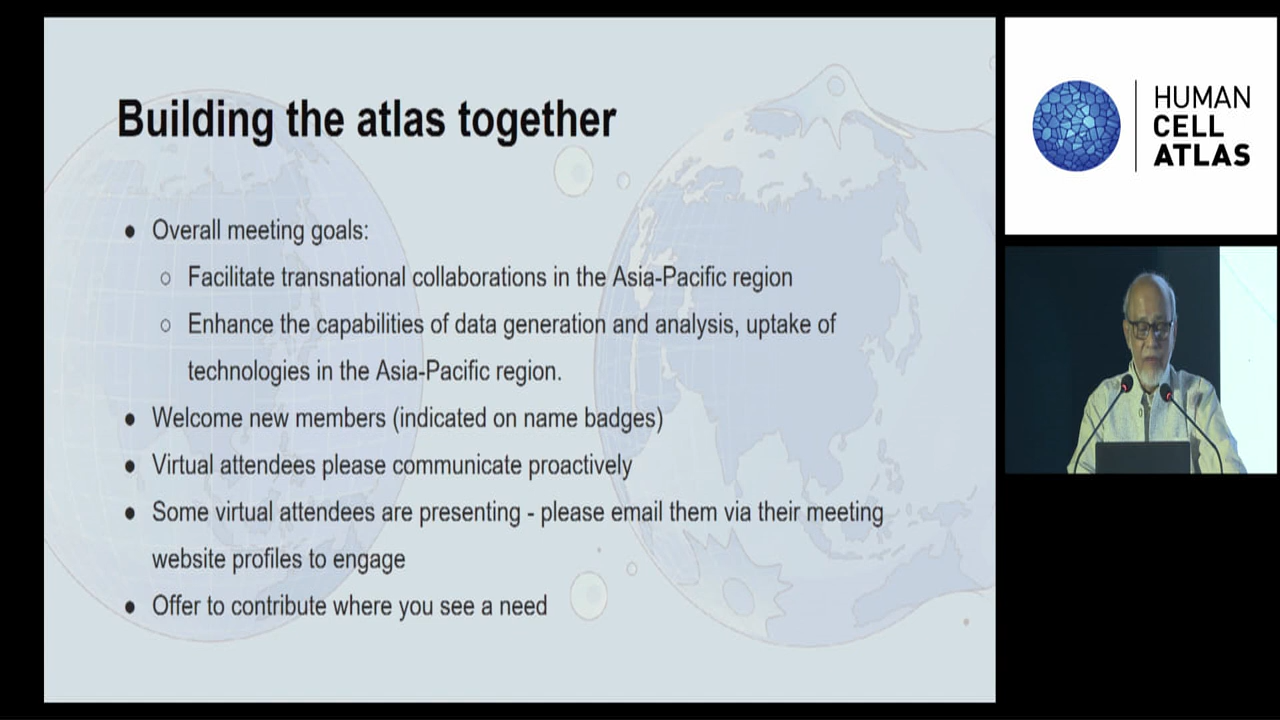 Building the atlas together
● Overall meeting goals:
○ Facilitate transnational collaborations in the Asia-Pacific region
○ Enhance the capabilities of data generation and analysis, uptake of
technologies in the Asia-Pacific region.
● Welcome new members (indicated on name badges)
● Virtual attendees please communicate proactively
● Some virtual attendees are presenting - please email them via their meeting
website profiles to engage
● Offer to contribute where you see a need
HUMAN
CELL
ATLAS